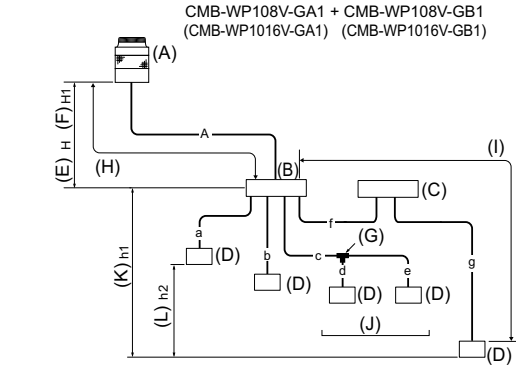 CMB-WP108V-GA1 + CMB-WP108V-GB1
(CMB-WP1016V-GA1) (CMB-WP1016V-GB1)
(A)
(F) H1
(E) H
A
(H)
(I)
(B)
(C)
f
(G)
a
b
c
(D)
(D)
d
e
g
(K) h1
(L) h2
(D)
(D)
(J)
(D)